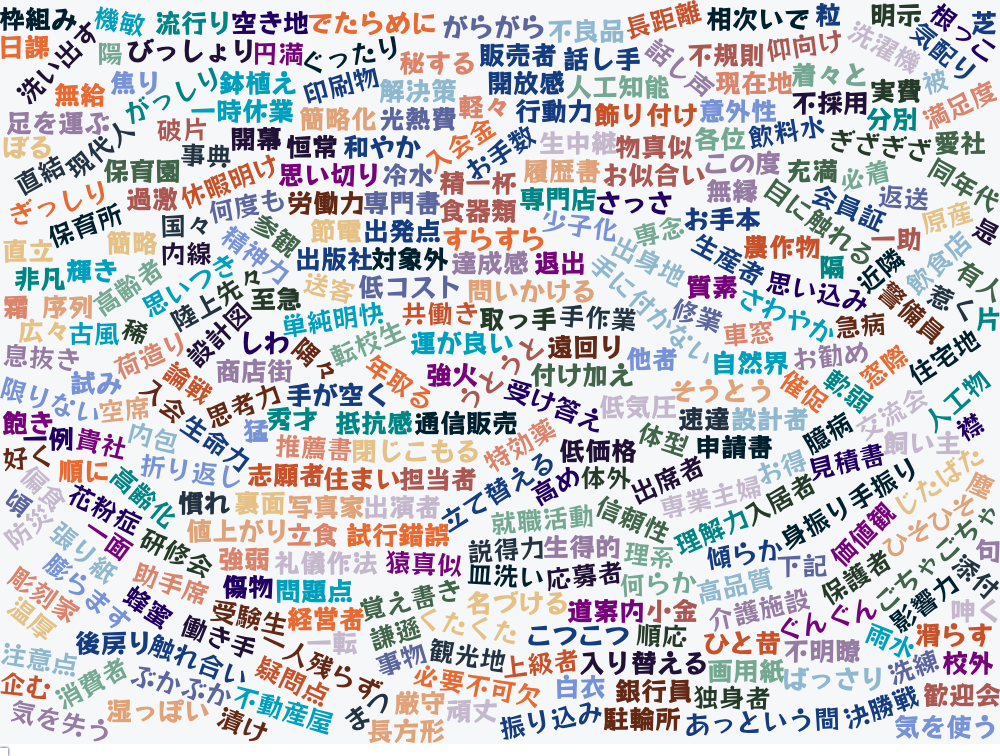 枠組み
機敏
流行り
空き地
でたらめに
がらがら
不良品
長距離
相次いで
粒
明示
根っこ
芝
日課
洗い出す
陽
びっしょり
円満
ぐったり
秘する
販売者
話し手
話し声
不規則
仰向け
洗濯機
気配り
無給
焦り
がっしり
鉢植え
印刷物
解決策
開放感
人工知能
現在地
着々と
実費
被
満足度
足を運ぶ
一時休業
簡略化
光熱費
軽々
行動力
飾り付け
意外性
不採用
分別
ぼる
直結
現代人
破片
事典
開幕
恒常
和やか
入会金
お手数
生中継
物真似
各位
飲料水
ぎざぎざ
愛社
保育園
過激
休暇明け
思い切り
冷水
精一杯
履歴書
お似合い
この度
無縁
充満
必着
同年代
ぎっしり
保育所
国々
何度も
労働力
専門書
食器類
専門店
さっさ
お手本
目に触れる
会員証
返送
原産
是
直立
簡略
内線
精神力
参観
節電
出発点
すらすら
少子化
専念
出身地
生産者
農作物
一助
飲食店
非凡
輝き
高齢者
思いつき
先々
出版社
対象外
達成感
退出
手に付かない
質素
思い込み
隔
近隣
有人
霜
序列
陸上
至急
送客
低コスト
問いかける
修業
さわやか
急病
警備員
惹く
片
広々
古風
稀
設計図
しわ
単純明快
共働き
取っ手
手作業
車窓
息抜き
荷造り
隅々
転校生
運が良い
うとうと
遠回り
他者
自然界
お勧め
窓際
住宅地
限りない
試み
論戦
商店街
年取る
強火
付け加え
そうとう
催促
軟弱
人工物
飽き
空席
入会
思考力
手が空く
受け答え
低気圧
速達
設計者
臆病
交流会
襟
一例
貴社
内包
生命力
猛
秀才
抵抗感
通信販売
体型
申請書
飼い主
好く
順に
折り返し
推薦書
閉じこもる
特効薬
低価格
お得
見積書
偏食
高齢化
志願者
住まい
担当者
立て替える
高め
体外
出席者
専業主婦
入居者
身振り手振り
じたばた
塵
頃
防災
花粉症
慣れ
裏面
写真家
出演者
就職活動
信頼性
理解力
価値観
ひそひそ
張り紙
一面
研修会
値上がり
立食
試行錯誤
説得力
生得的
理系
傾らか
下記
保護者
ごちゃごちゃ
句
膨らます
助手席
強弱
礼儀作法
猿真似
皿洗い
応募者
何らか
高品質
影響力
添付
彫刻家
蜂蜜
傷物
問題点
覚え書き
名づける
道案内
小金
介護施設
ぐんぐん
呻く
温厚
受験生
経営者
くたくた
こつこつ
順応
ひと昔
不明瞭
雨水
滑らす
後戻り
働き手
一人残らず
一転
謙遜
事物
観光地
上級者
入り替える
画用紙
ばっさり
洗練
校外
注意点
触れ合い
疑問点
必要不可欠
白衣
銀行員
独身者
企む
消費者
ぶかぶか
不動産屋
まつ
厳守
頑丈
歓迎会
気を失う
湿っぽい
漬け
長方形
振り込み
駐輪所
あっという間
決勝戦
気を使う